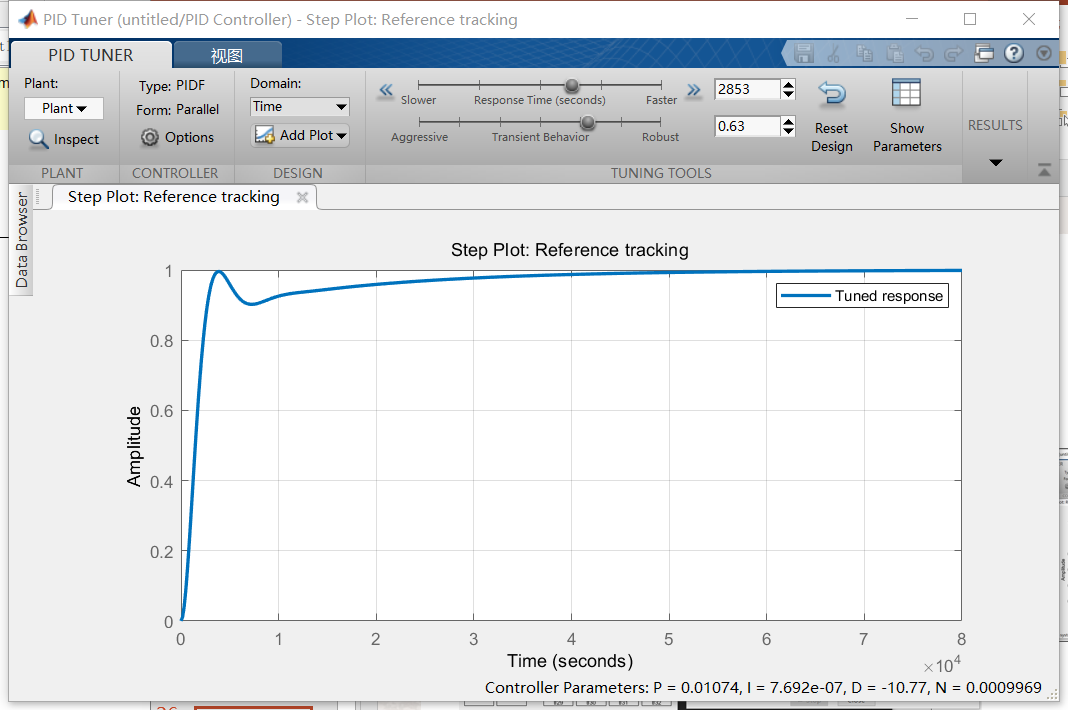 PID Tuner (untitled/PID Controller) - Step Plot: Reference tracking
PID TUNER
视图
Plant:
Plant
Inspect
PLANT
Type: PIDF
Form: Parallel
Options
CONTROLLER
Domain:
Time
Add Plot
DESIGN
Slower
Response Time (seconds)
Faster
2853
Aggressive
Transient Behavior
Robust
0.63
Reset
Design
Show
Parameters
TUNING TOOLS
RESULTS
Data Browser
Step Plot: Reference tracking
Step Plot: Reference tracking
Tuned response
Amplitude
1
0.8
0.6
0.4
0.2
0
0 1 2 3 4 5 6 7 8
×10⁴
Time (seconds)
Controller Parameters: P = 0.01074, I = 7.692e-07, D = -10.77, N = 0.0009969